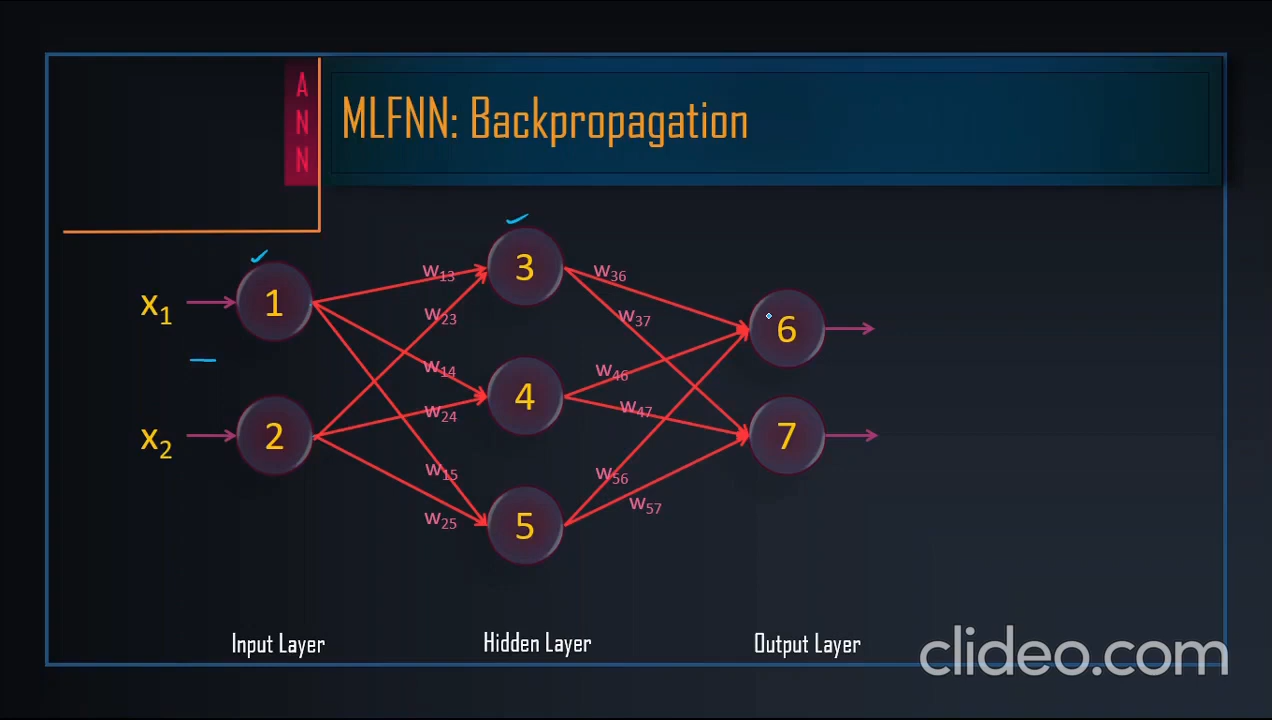 ANN
MLFNN: Backpropagation
x1
x2
1
2
3
4
5
6
7
w13
w23
w14
w24
w15
w25
w36
w37
w46
w47
w56
w57
Input Layer
Hidden Layer
Output Layer
clideo.com